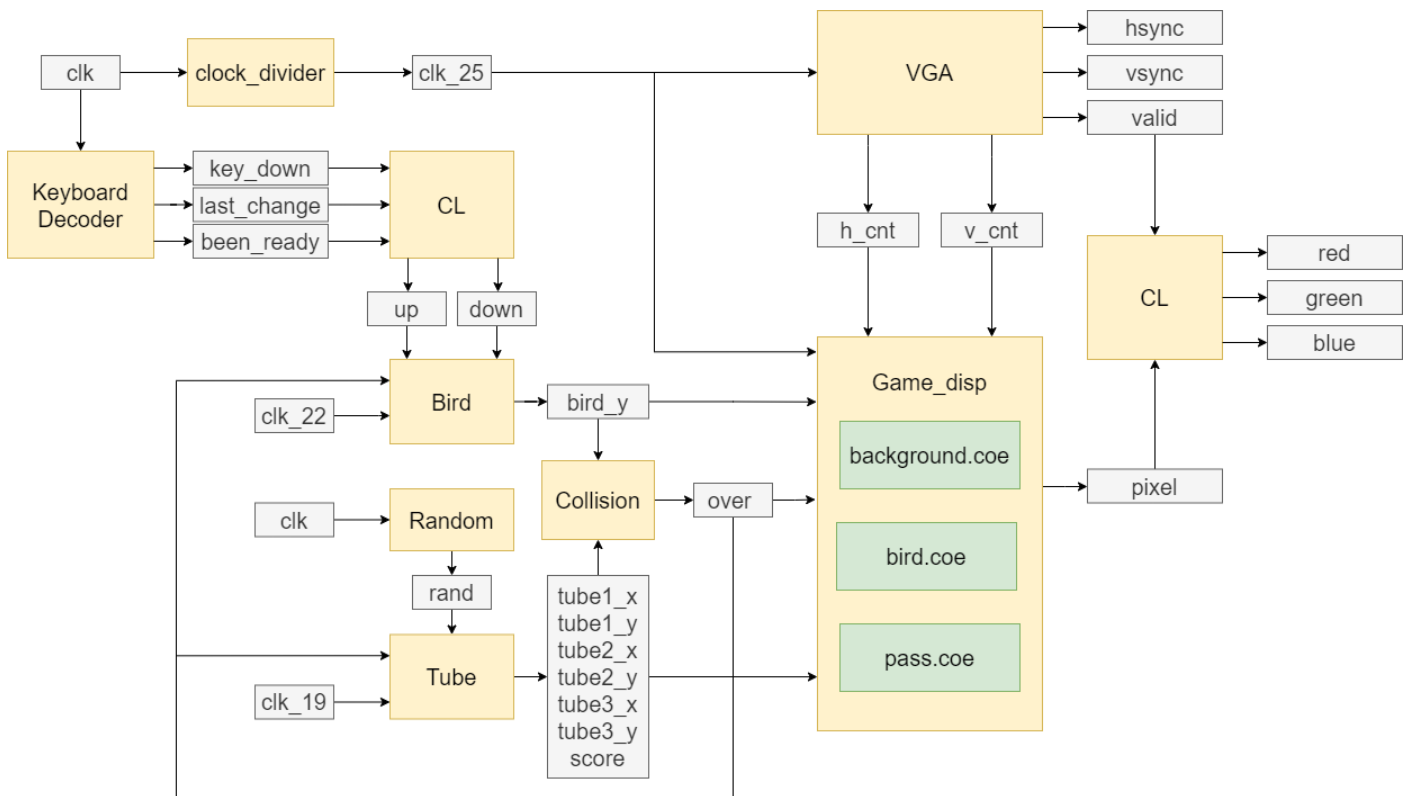 clk
clock_divider
clk_25
VGA
hsync
vsync
valid
Keyboard
Decoder
key_down
last_change
been_ready
CL
h_cnt
v_cnt
CL
red
green
blue
up
down
Bird
clk_22
bird_y
Game_disp
background.coe
bird.coe
pass.coe
pixel
Collision
over
clk
Random
rand
Tube
clk_19
tube1_x
tube1_y
tube2_x
tube2_y
tube3_x
tube3_y
score